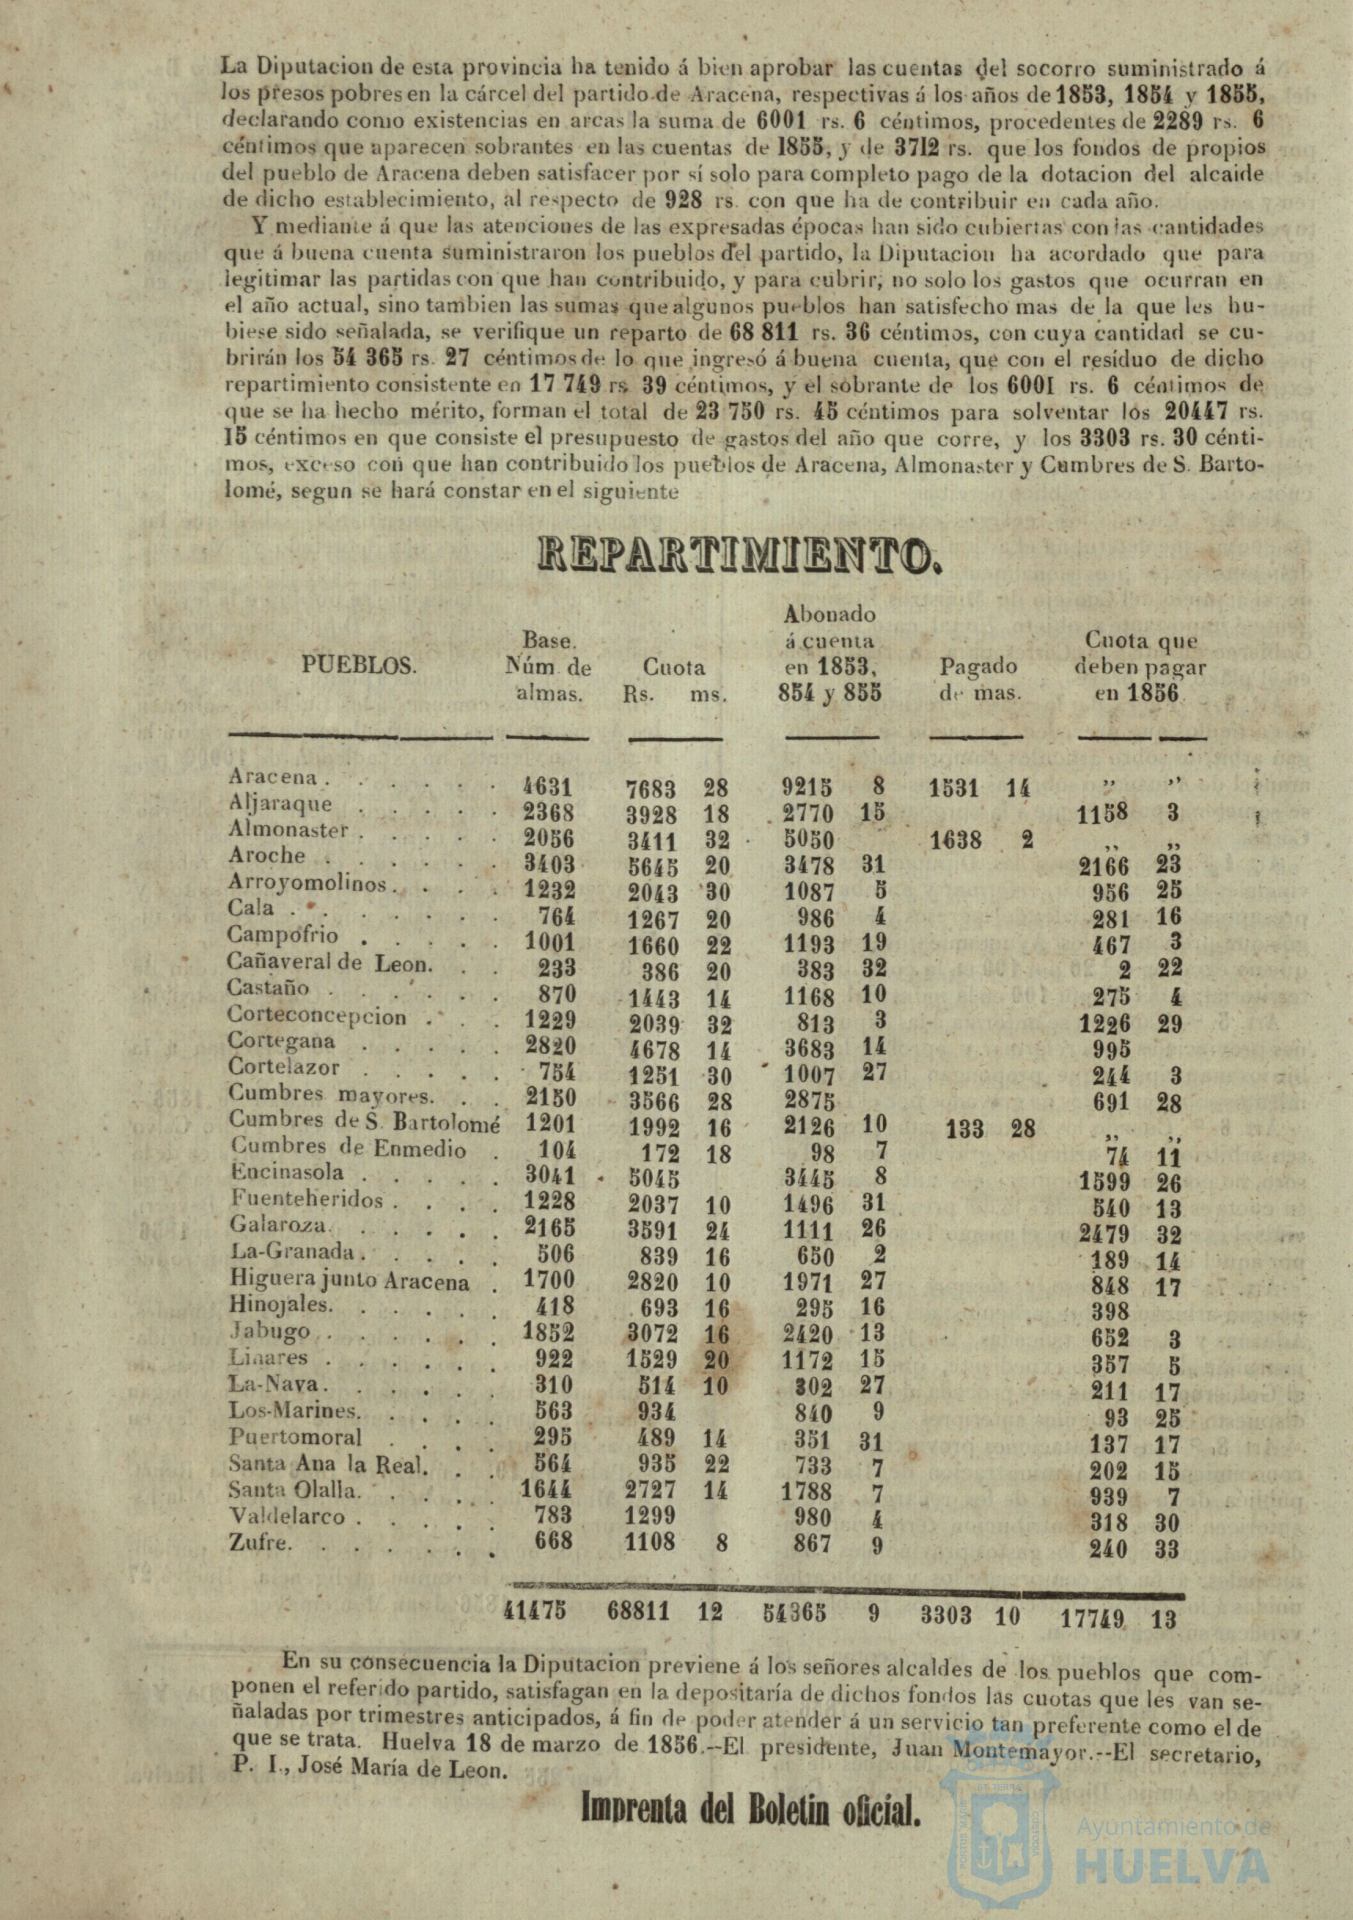 La Diputacion de esta provincia ha tenido á bien aprobar las cuentas del socorro suministrado á
los presos pobres en la cárcel del partido de Aracena, respectivas á los años de 1853, 1854 y 1855,
declarando como existencias en arcas la suma de 6001 rs. 6 céntimos, procedentes de 2289 rs. 6
céntimos que aparecen sobrantes en las cuentas de 1855, y de 3712 rs. que los fondos de propios
del pueblo de Aracena deben satisfacer por sí solo para completo pago de la dotacion del alcaide
de dicho establecimiento, al respecto de 928 rs. con que ha de contribuir en cada año.
Y mediante á que las atenciones de las expresadas épocas han sido cubiertas con las cantidades
que á buena cuenta suministraron los pueblos del partido, la Diputacion ha acordado que para
legitimar las partidas con que han contribuido, y para cubrir, no solo los gastos que ocurran en
el año actual, sino tambien las sumas que algunos pueblos han satisfecho mas de la que les hu-
biese sido señalada, se verifique un reparto de 68 811 rs. 36 céntimos, con cuya cantidad se cu-
brirán los 54 365 rs. 27 céntimos de lo que ingresó á buena cuenta, que con el resíduo de dicho
repartimiento consistente en 17 749 rs. 39 céntimos, y el sobrante de los 6001 rs. 6 céntimos de
que se ha hecho mérito, forman el total de 23 750 rs. 45 céntimos para solventar los 20447 rs.
15 céntimos en que consiste el presupuesto de gastos del año que corre, y los 3303 rs. 30 cénti-
mos, exceso con que han contribuido los pueblos de Aracena, Almonaster y Cumbres de S. Barto-
lomé, segun se hará constar en el siguiente
REPARTIMIENTO.
Abonado
Base. á cuenta Cuota que
PUEBLOS. Núm. de Cuota en 1853, Pagado deben pagar
almas. Rs. ms. 854 y 855 de mas. en 1856
Aracena . . . . . . 4631 7683 28 9215 8 1531 14 ,, ,,
Aljaraque . . . . . 2368 3928 18 2770 15 1158 3
Almonaster . . . . . 2056 3411 32 5050 1638 2 ,, ,,
Aroche . . . . . . 3403 5645 20 3478 31 2166 23
Arroyomolinos . . . . 1232 2043 30 1087 5 956 25
Cala . . . . . . . 764 1267 20 986 4 281 16
Campofrio . . . . . 1001 1660 22 1193 19 467 3
Cañaveral de Leon. . . 233 386 20 383 32 2 22
Castaño . . . . . . 870 1443 14 1168 10 275 4
Corteconcepcion . . . 1229 2039 32 813 3 1226 29
Cortegana . . . . . 2820 4678 14 3683 14 995
Cortelazor . . . . . 754 1251 30 1007 27 244 3
Cumbres mayores. . . 2150 3566 28 2875 691 28
Cumbres de S. Bartolomé 1201 1992 16 2126 10 133 28 ,, ,,
Cumbres de Enmedio . 104 172 18 98 7 74 11
Encinasola . . . . . 3041 5045 3445 8 1599 26
Fuenteheridos . . . . 1228 2037 10 1496 31 540 13
Galaroza. . . . . . 2165 3591 24 1111 26 2479 32
La-Granada . . . . . 506 839 16 650 2 189 14
Higuera junto Aracena . 1700 2820 10 1971 27 848 17
Hinojales. . . . . . 418 693 16 295 16 398
Jabugo . . . . . . 1852 3072 16 2420 13 652 3
Linares . . . . . . 922 1529 20 1172 15 357 5
La-Nava. . . . . . 310 514 10 302 27 211 17
Los-Marines. . . . . 563 934 840 9 93 25
Puertomoral . . . . 295 489 14 351 31 137 17
Santa Ana la Real. . . 564 935 22 733 7 202 15
Santa Olalla. . . . . 1644 2727 14 1788 7 939 7
Valdelarco . . . . . 783 1299 980 4 318 30
Zufre. . . . . . . 668 1108 8 867 9 240 33
41475 68811 12 54365 9 3303 10 17749 13
En su consecuencia la Diputacion previene á los señores alcaldes de los pueblos que com-
ponen el referido partido, satisfagan en la depositaría de dichos fondos las cuotas que les van se-
ñaladas por trimestres anticipados, á fin de poder atender á un servicio tan preferente como el de
que se trata. Huelva 18 de marzo de 1856.--El presidente, Juan Montemayor.--El secretario,
P. I., José María de Leon.
Imprenta del Boletin oficial.
Ayuntamiento de
HUELVA